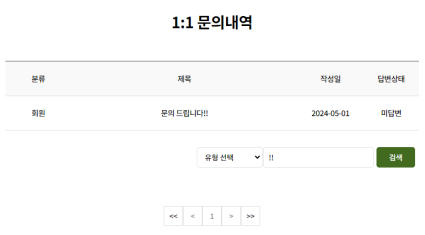 1:1 문의내역
분류 제목 작성일 답변상태
회원 문의 드립니다!! 2024-05-01 미답변
유형 선택 !! 검색
<< < 1 > >>